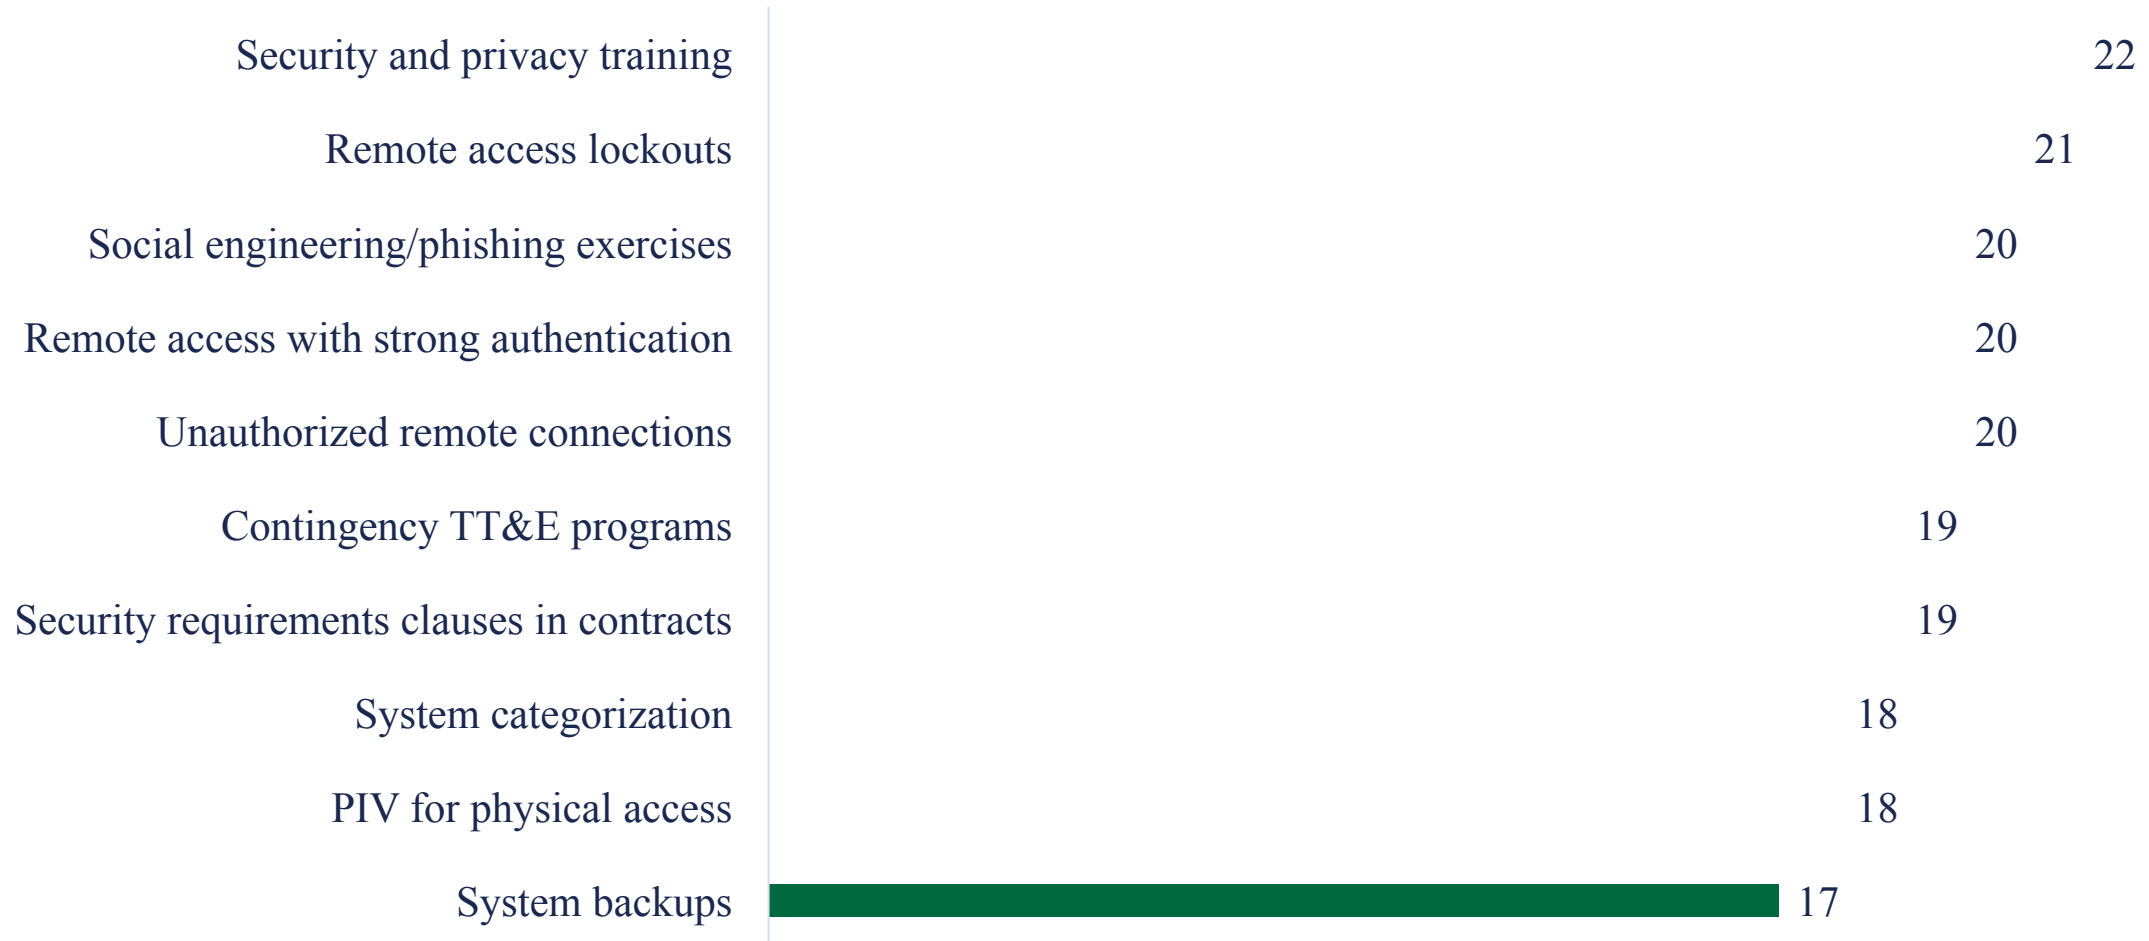 Security and privacy training 22
Remote access lockouts 21
Social engineering/phishing exercises 20
Remote access with strong authentication 20
Unauthorized remote connections 20
Contingency TT&E programs 19
Security requirements clauses in contracts 19
System categorization 18
PIV for physical access 18
System backups 17